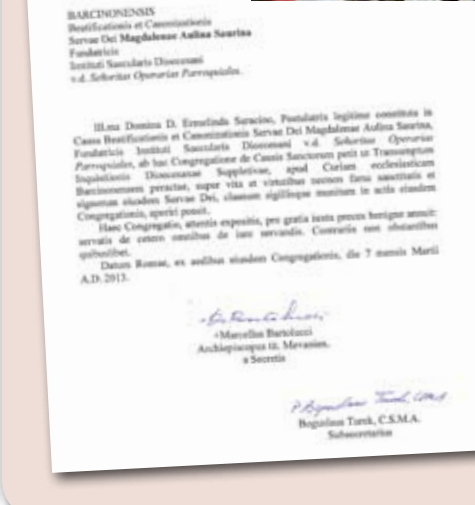 BARCINONENSIS
Beatificationis et Canonizationis
Servae Dei Magdalenae Aulina Saurina
Fundatricis
Instituti Saecularis Dioecesani
v.d. Señoritas Operarias Parroquiales.
Ill.ma Domina D. Ermelinda Saracino, Postulatrix legitime constituta in
Causa Beatificationis et Canonizationis Servae Dei Magdalenae Aulina Saurina,
Fundatricis Instituti Saecularis Dioecesani v.d. Señoritas Operarias
Parroquiales, ab hac Congregatione de Causis Sanctorum petit ut Transumptum
Inquisitionis Dioecesanae Suppletivae, apud Curiam ecclesiasticam
Barcinonensem peractae, super vita et virtutibus necnon fama sanctitatis et
signorum eiusdem Servae Dei, clausum sigilloque munitum in actis eiusdem
Congregationis, aperiri possit.
Haec Congregatio, attentis expositis, pro gratia iuxta preces benigne annuit:
servatis de cetero omnibus de iure servandis. Contrariis non obstantibus
quibuslibet.
Datum Romae, ex aedibus eiusdem Congregationis, die 7 mensis Martii
A.D. 2013.
+Marcellus Bartolucci
Archiepiscopus tit. Mevanien.
a Secretis
Boguslaus Turek, C.S.M.A.
Subsecretarius